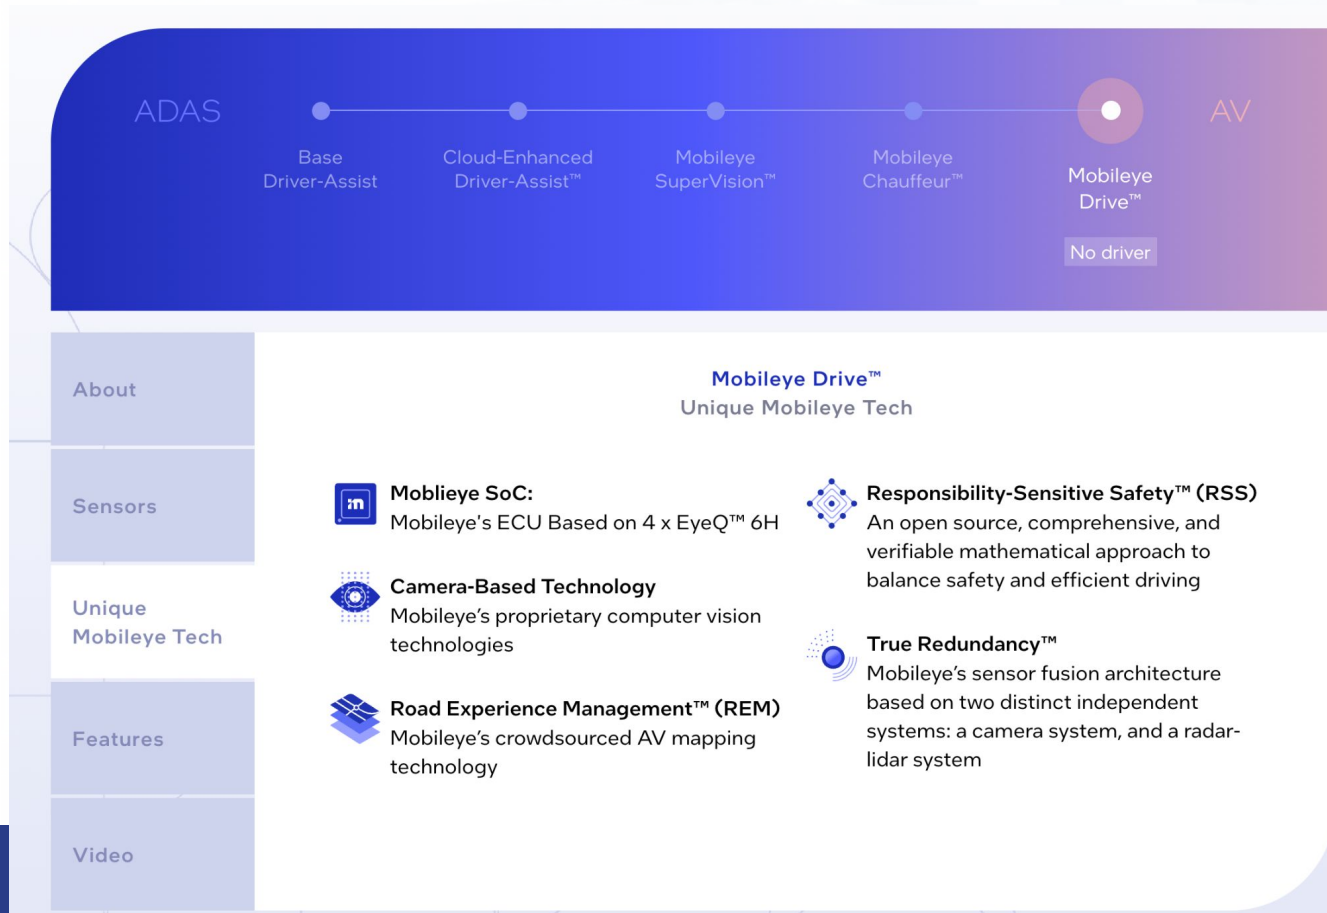 ADAS
AV
Base
Driver-Assist
Cloud-Enhanced
Driver-Assist™
Mobileye
SuperVision™
Mobileye
Chauffeur™
Mobileye
Drive™
No driver
About
Sensors
Unique
Mobileye Tech
Features
Video
Mobileye Drive™
Unique Mobileye Tech
Moblieye SoC:
Mobileye's ECU Based on 4 x EyeQ™ 6H
Camera-Based Technology
Mobileye’s proprietary computer vision
technologies
Road Experience Management™ (REM)
Mobileye’s crowdsourced AV mapping
technology
Responsibility-Sensitive Safety™ (RSS)
An open source, comprehensive, and
verifiable mathematical approach to
balance safety and efficient driving
True Redundancy™
Mobileye’s sensor fusion architecture
based on two distinct independent
systems: a camera system, and a radar-
lidar system